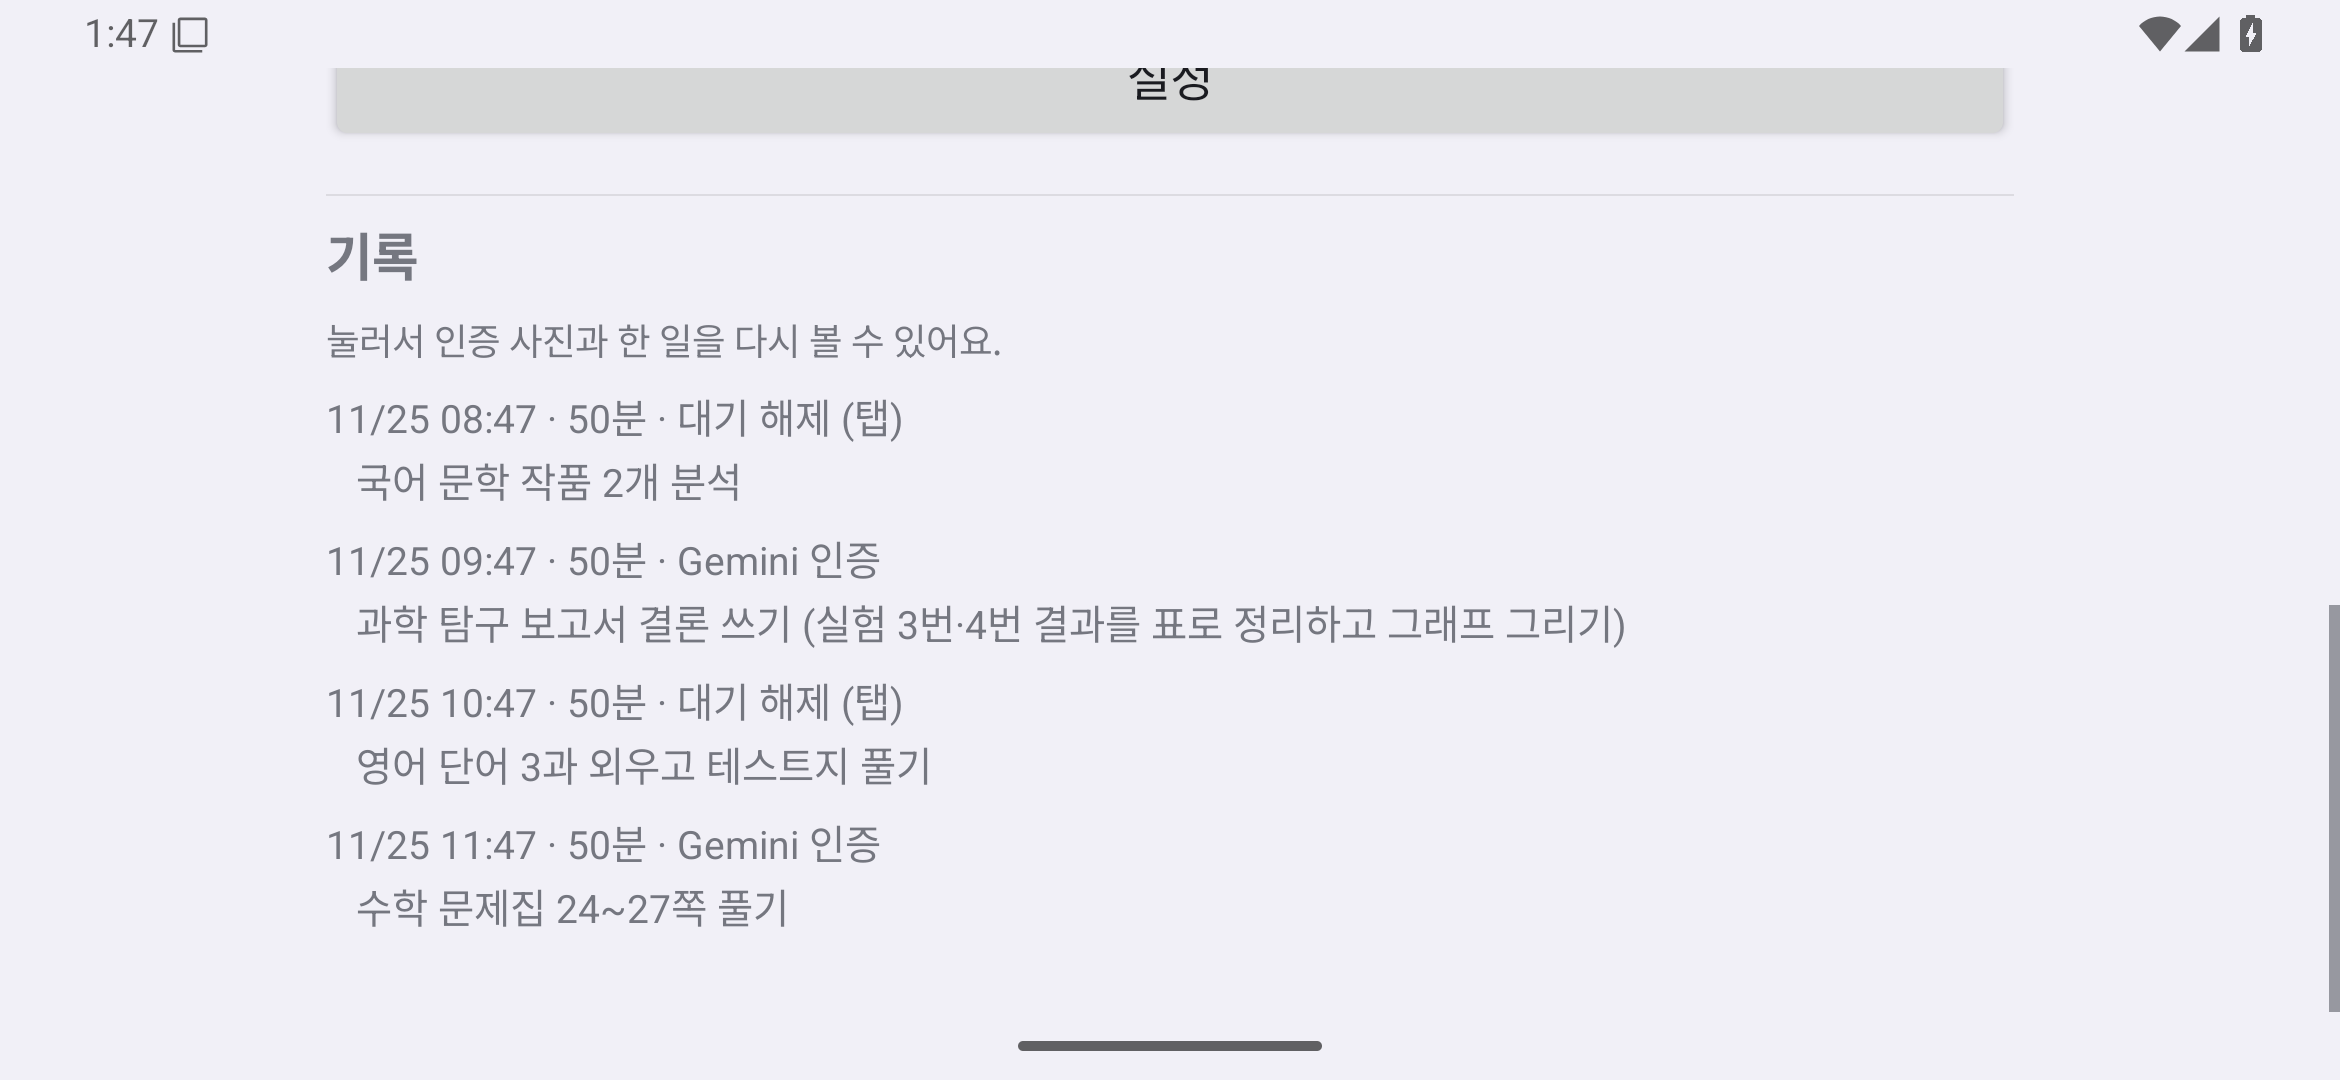 1:47
설정
기록
눌러서 인증 사진과 한 일을 다시 볼 수 있어요.
11/25 08:47 · 50분 · 대기 해제 (탭)
국어 문학 작품 2개 분석
11/25 09:47 · 50분 · Gemini 인증
과학 탐구 보고서 결론 쓰기 (실험 3번·4번 결과를 표로 정리하고 그래프 그리기)
11/25 10:47 · 50분 · 대기 해제 (탭)
영어 단어 3과 외우고 테스트지 풀기
11/25 11:47 · 50분 · Gemini 인증
수학 문제집 24~27쪽 풀기